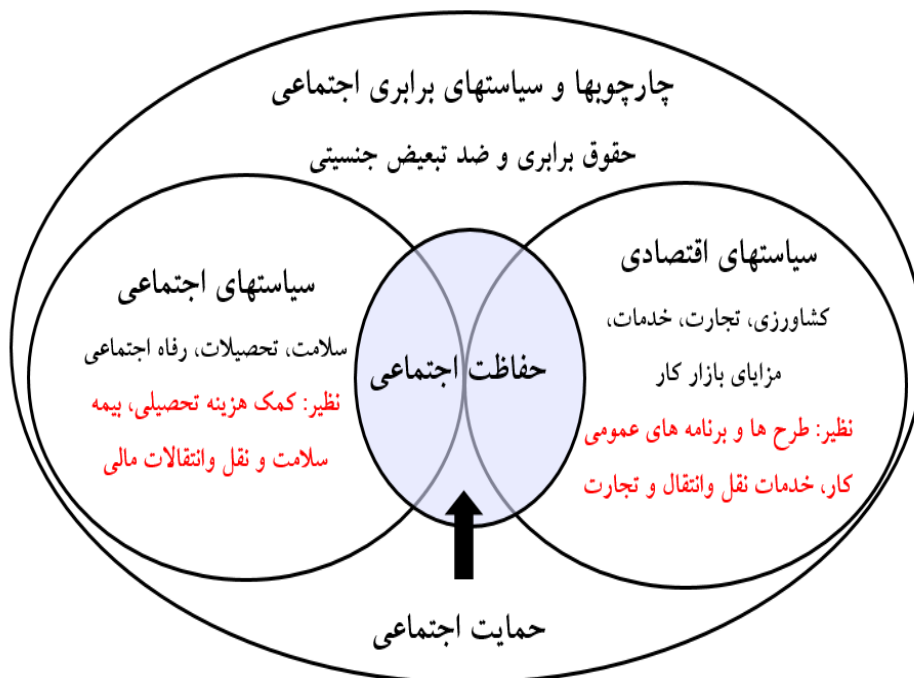 چارچوبها و سیاستهای برابری اجتماعی
حقوق برابری و ضد تبعیض جنسیتی
سیاستهای اقتصادی
کشاورزی، تجارت، خدمات،
مزایای بازار کار
نظیر: طرح ها و برنامه های عمومی
کار، خدمات نقل وانتقال و تجارت
حفاظت اجتماعی
سیاستهای اجتماعی
سلامت، تحصیلات، رفاه اجتماعی
نظیر: کمک هزینه تحصیلی، بیمه
سلامت و نقل وانتقالات مالی
حمایت اجتماعی